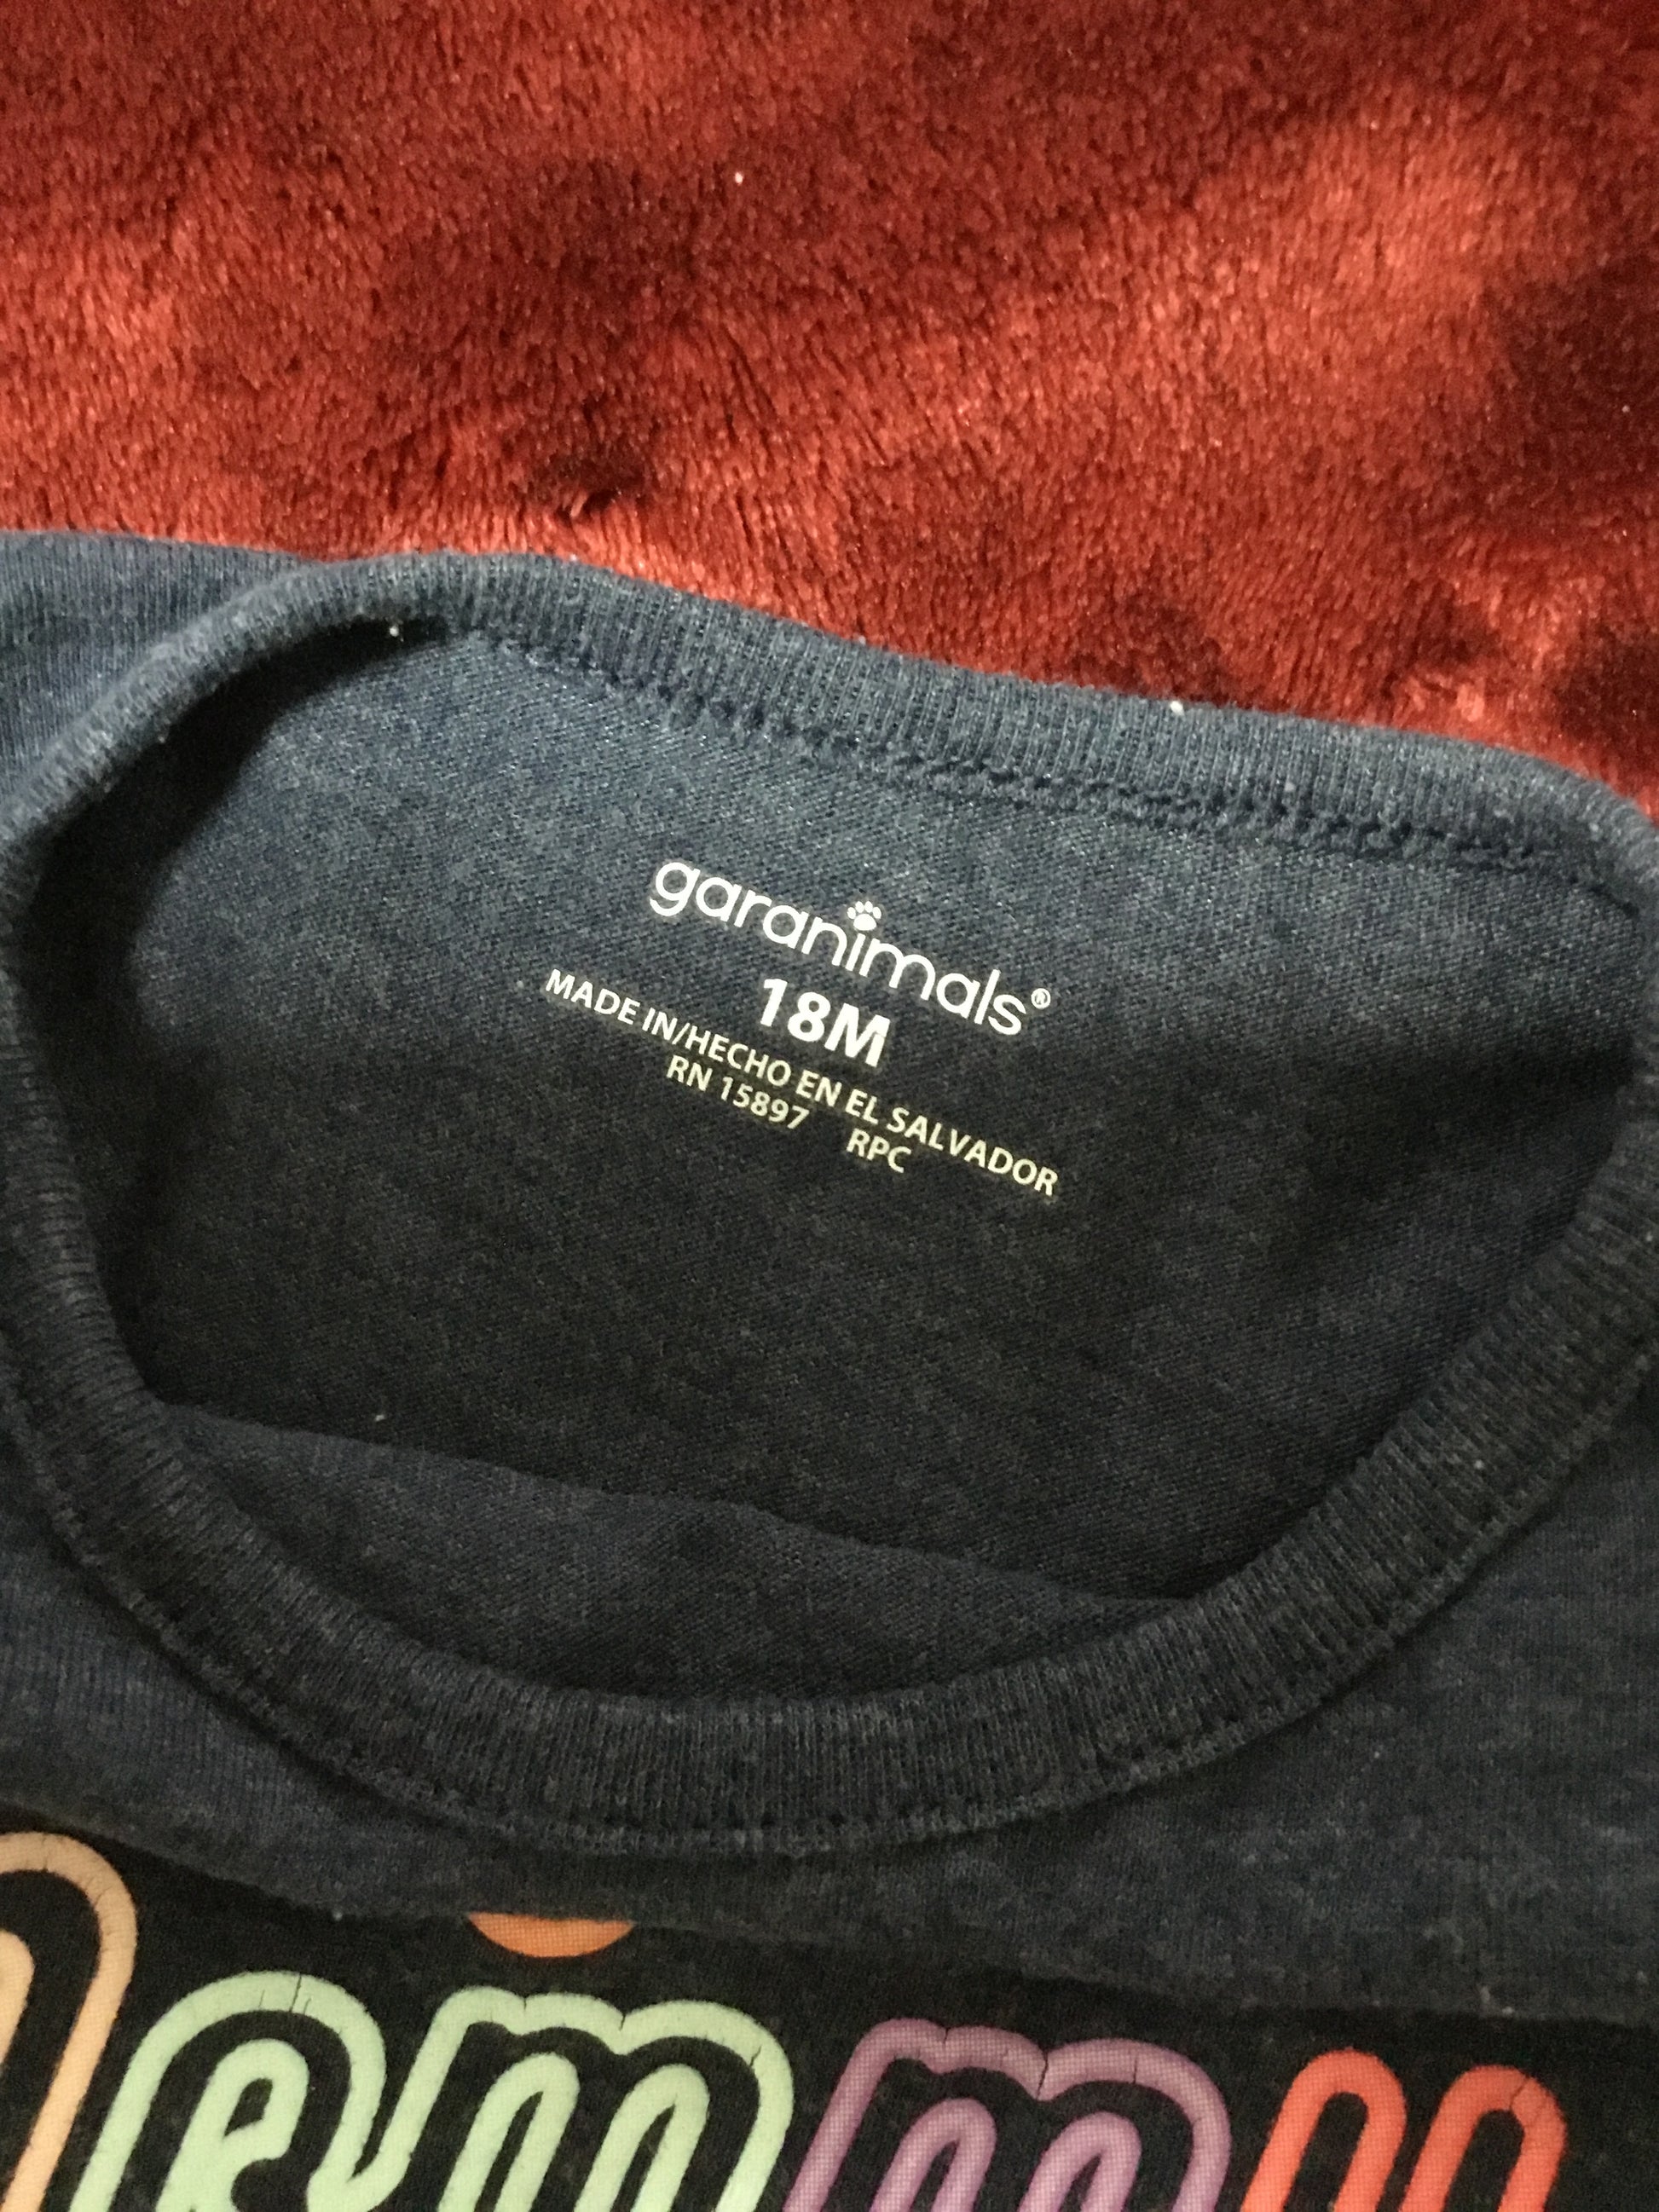 garanimals®
18M
MADE IN/HECHO EN EL SALVADOR
RN 15897 RPC